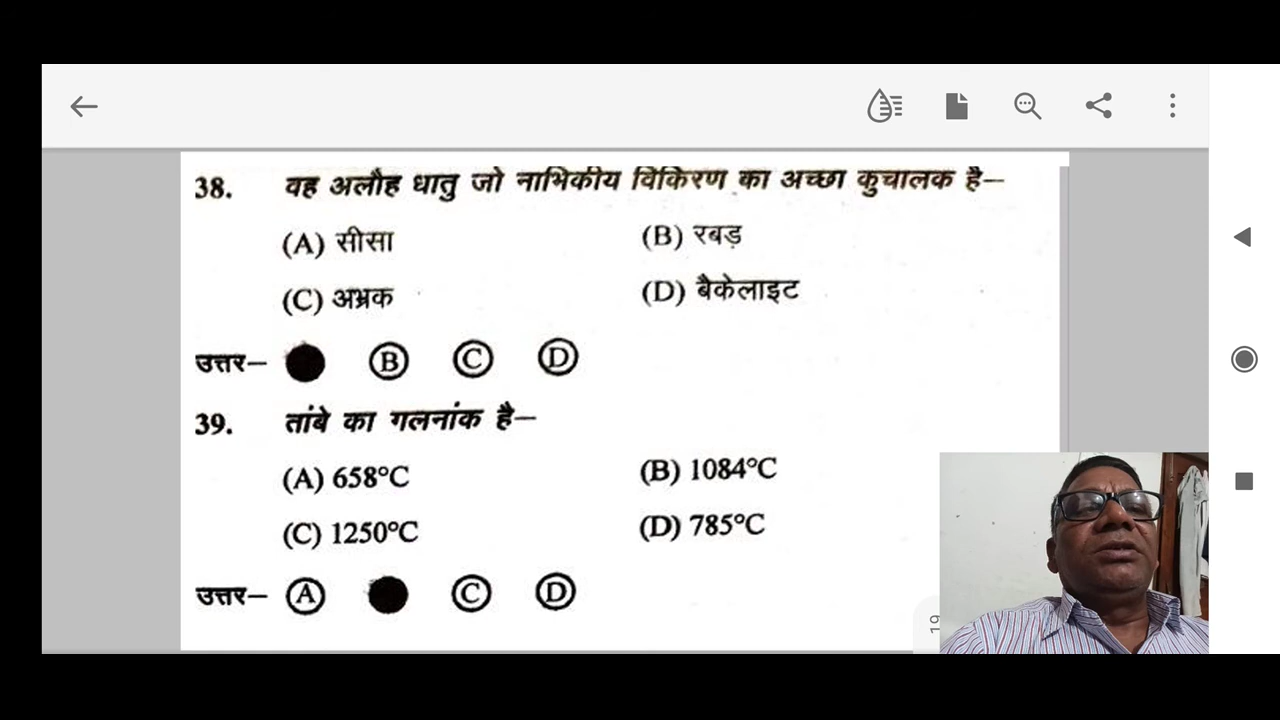 38. वह अलौह धातु जो नाभिकीय विकिरण का अच्छा कुचालक है–
(A) सीसा (B) रबड़
(C) अभ्रक (D) बैकेलाइट
उत्तर– B C D
39. तांबे का गलनांक है–
(A) 658°C (B) 1084°C
(C) 1250°C (D) 785°C
उत्तर– A C D
19